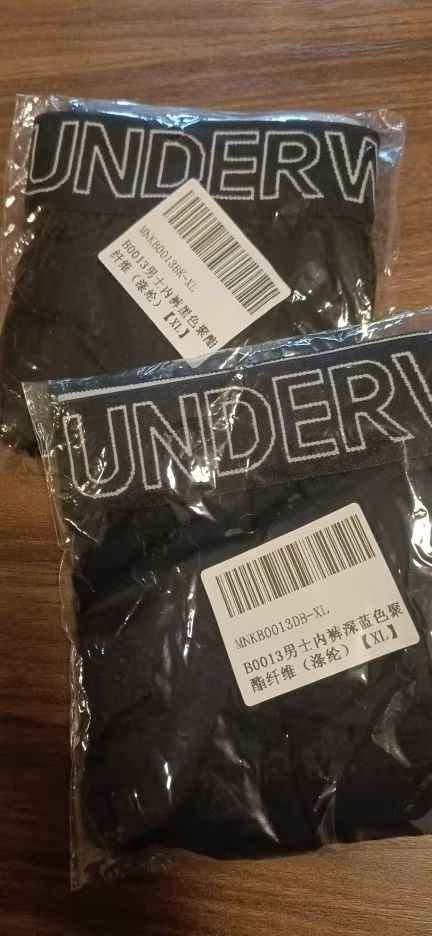 UNDERW
MNKB0013BK-XL
B0013男士内裤黑色聚酯
纤维（涤纶）【XL】
UNDERW
MNKB0013DB-XL
B0013男士内裤深蓝色聚
酯纤维（涤纶）【XL】